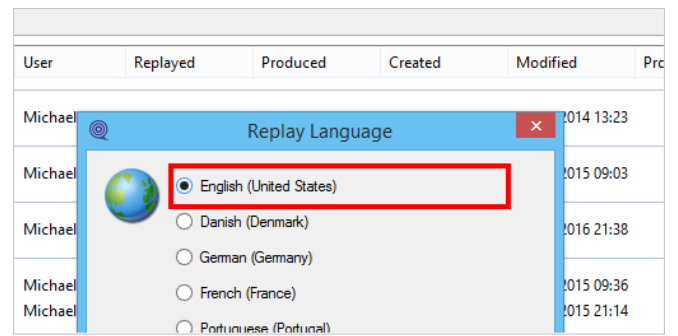 User Replayed Produced Created Modified Pro
Michael 2014 13:23
Replay Language
Michael 2015 09:03
English (United States)
Michael 2016 21:38
Danish (Denmark)
German (Germany)
Michael 2015 09:36
French (France)
Michael 2015 21:14
Portuguese (Portugal)